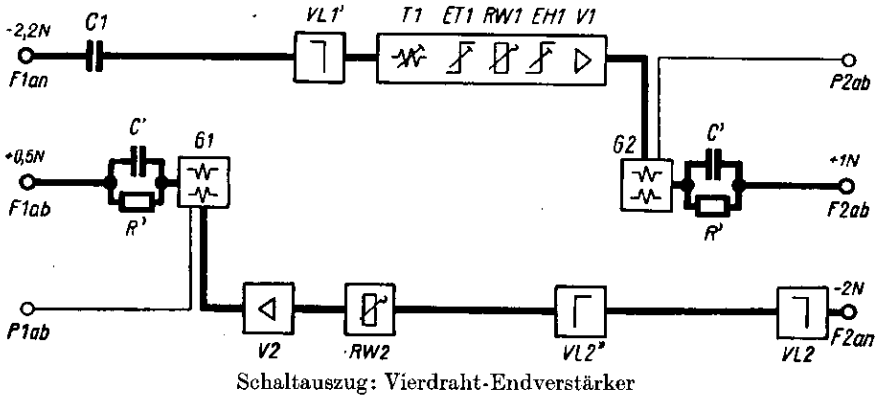 -2,2N C1 VL1' T1 ET1 RW1 EH1 V1
F1an P2ab
+0,5N C' G1 G2 C' +1N
F1ab R' R' F2ab
-2N
P1ab V2 RW2 VL2* VL2 F2an
Schaltauszug: Vierdraht-Endverstärker